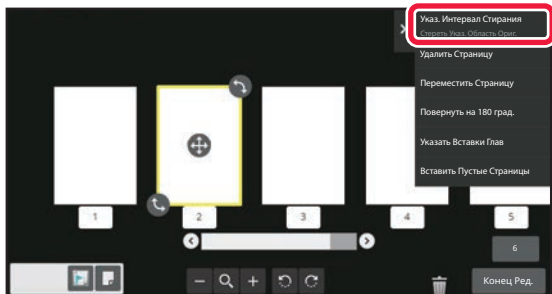 Указ. Интервал Стирания
Стереть Указ. Область Ориг.
Удалить Страницу
Переместить Страницу
Повернуть на 180 град.
Указать Вставки Глав
Вставить Пустые Страницы
1
2
3
4
5
6
Конец Ред.